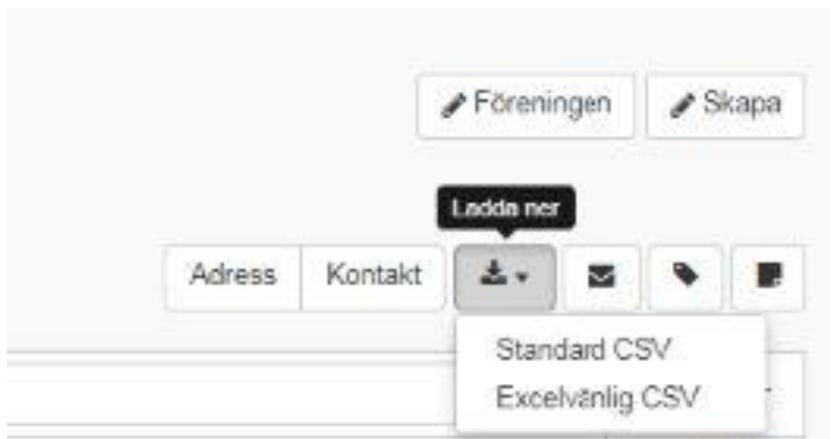 Föreningen Skapa
Ladda ner
Adress Kontakt
Standard CSV
Excelvänlig CSV